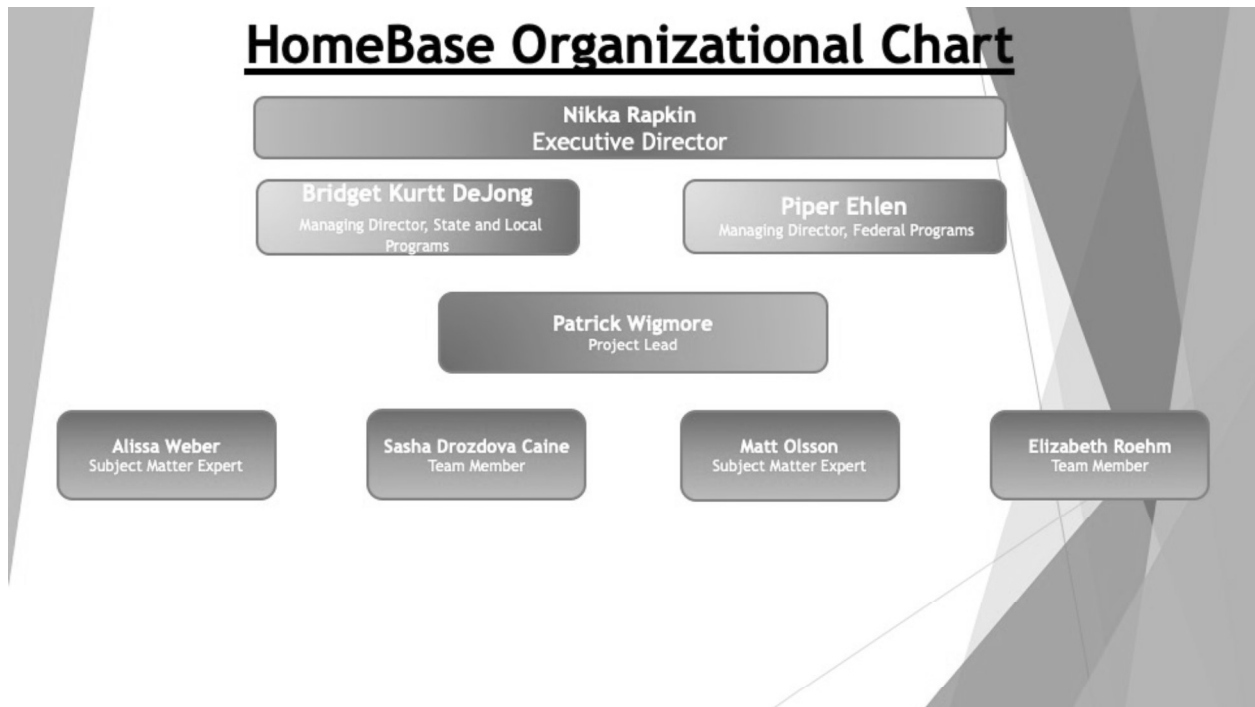 HomeBase Organizational Chart
Nikka Rapkin
Executive Director
Bridget Kurtt DeJong
Managing Director, State and Local
Programs
Piper Ehlen
Managing Director, Federal Programs
Patrick Wigmore
Project Lead
Alissa Weber
Subject Matter Expert
Sasha Drozdova Caine
Team Member
Matt Olsson
Subject Matter Expert
Elizabeth Roehm
Team Member